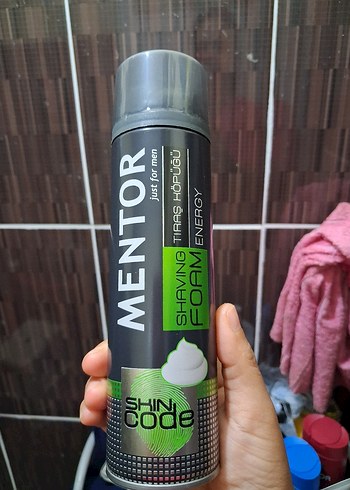 MENTOR
just for men
TIRAŞ KÖPÜĞÜ
SHAVING
FOAM
ENERGY
SKIN
CODE